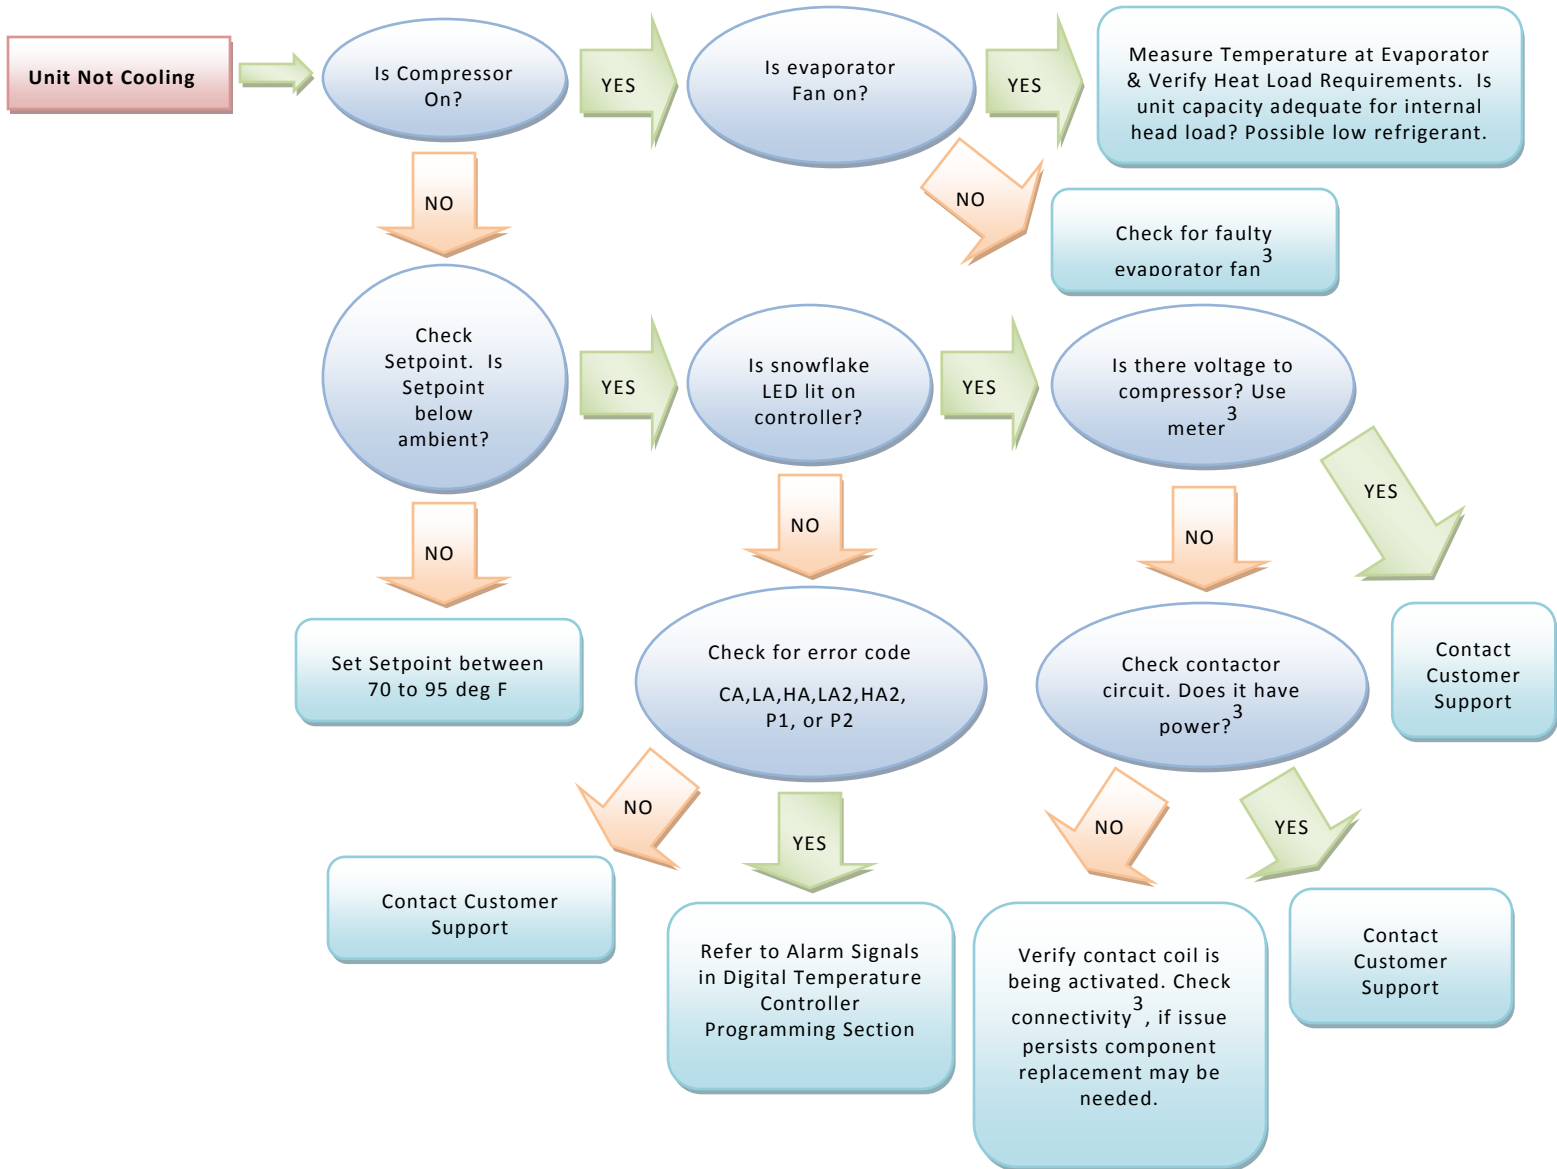 Unit Not Cooling
Is Compressor
On?
YES
Is evaporator
Fan on?
YES
Measure Temperature at Evaporator
& Verify Heat Load Requirements. Is
unit capacity adequate for internal
head load? Possible low refrigerant.
NO
NO
Check for faulty
evaporator fan3
Check
Setpoint. Is
Setpoint
below
ambient?
YES
Is snowflake
LED lit on
controller?
YES
Is there voltage to
compressor? Use
meter3
YES
NO
NO
NO
Set Setpoint between
70 to 95 deg F
Check for error code
CA,LA,HA,LA2,HA2,
P1, or P2
Check contactor
circuit. Does it have
power?3
Contact
Customer
Support
NO
YES
NO
YES
Contact Customer
Support
Refer to Alarm Signals
in Digital Temperature
Controller
Programming Section
Verify contact coil is
being activated. Check
connectivity3, if issue
persists component
replacement may be
needed.
Contact
Customer
Support